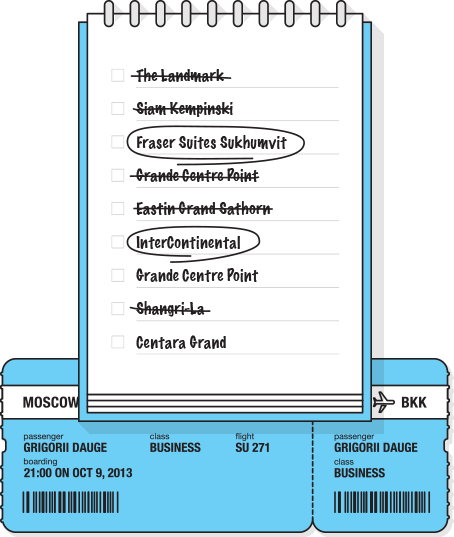 The Landmark
Siam Kempinski
Fraser Suites Sukhumvit
Grande Centre Point
Eastin Grand Sathorn
InterContinental
Grande Centre Point
Shangri-La
Centara Grand
MOSCOW BKK
passenger class flight passenger
GRIGORII DAUGE BUSINESS SU 271 GRIGORII DAUGE
boarding class
21:00 ON OCT 9, 2013 BUSINESS